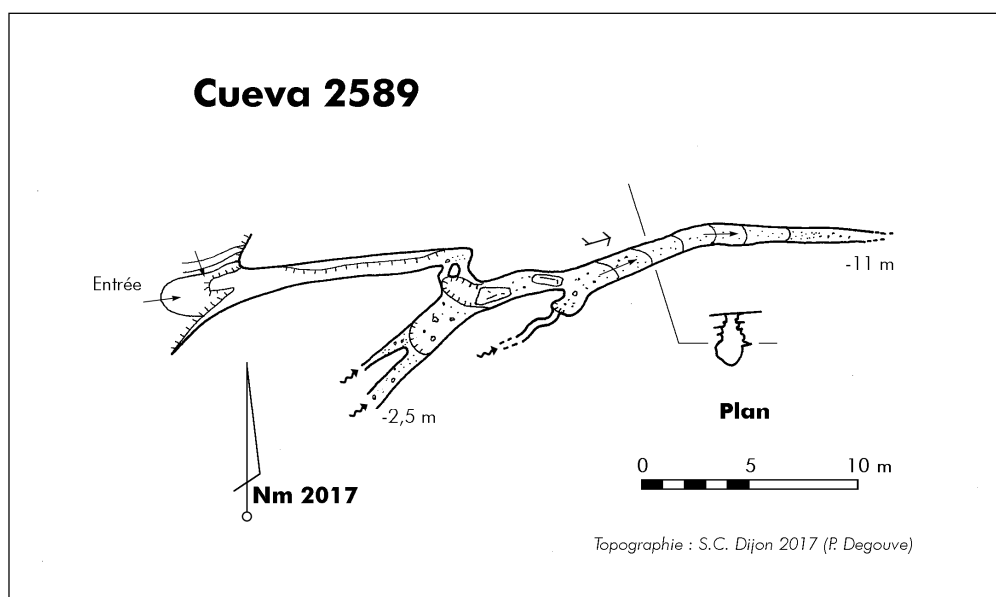 Cueva 2589
Entrée
-11 m
-2,5 m
Plan
0 5 10 m
Nm 2017
Topographie : S.C. Dijon 2017 (P. Degouve)